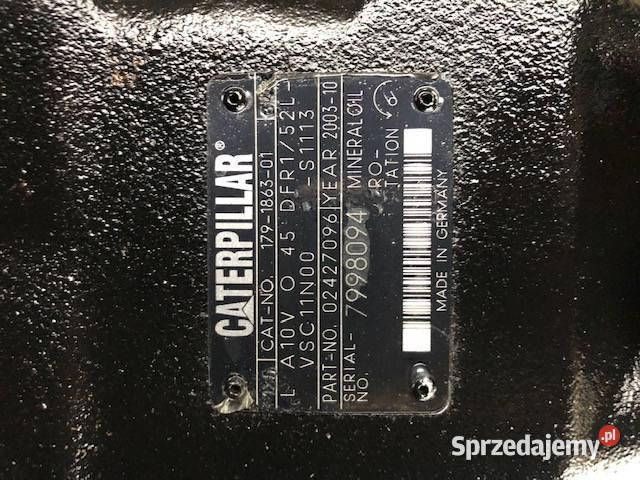 CATERPILLAR®
CAT-NO. 179-1863-01
L A10V O 45 DFR1/52L-
VSC11N00 -S1113
PART-NO. 02427096 YEAR 2003-10
SERIAL-NO. 7998094 MINERALOIL
RO-TATION
MADE IN GERMANY
Sprzedajemy.pl